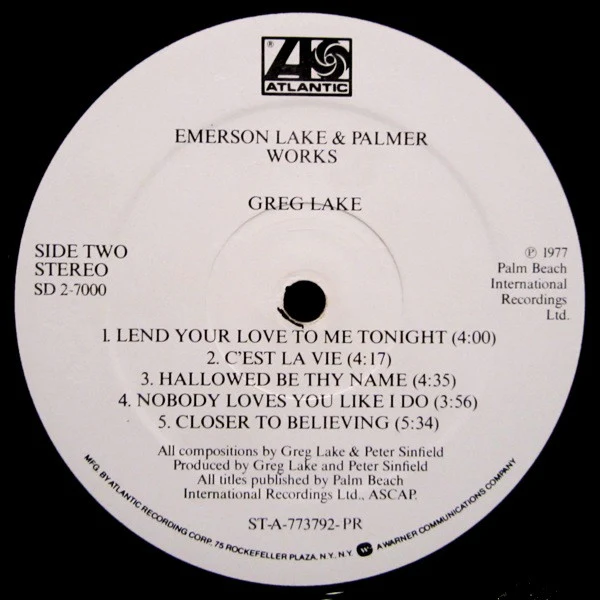 ®
ATLANTIC
EMERSON LAKE & PALMER
WORKS
GREG LAKE
SIDE TWO
STEREO
SD 2-7000
℗ 1977
Palm Beach
International
Recordings
Ltd.
1. LEND YOUR LOVE TO ME TONIGHT (4:00)
2. C'EST LA VIE (4:17)
3. HALLOWED BE THY NAME (4:35)
4. NOBODY LOVES YOU LIKE I DO (3:56)
5. CLOSER TO BELIEVING (5:34)
All compositions by Greg Lake & Peter Sinfield
Produced by Greg Lake and Peter Sinfield
All titles published by Palm Beach
International Recordings Ltd., ASCAP.
ST-A-773792-PR
MFG. BY ATLANTIC RECORDING CORP. 75 ROCKEFELLER PLAZA, N.Y. N.Y. A WARNER COMMUNICATIONS COMPANY